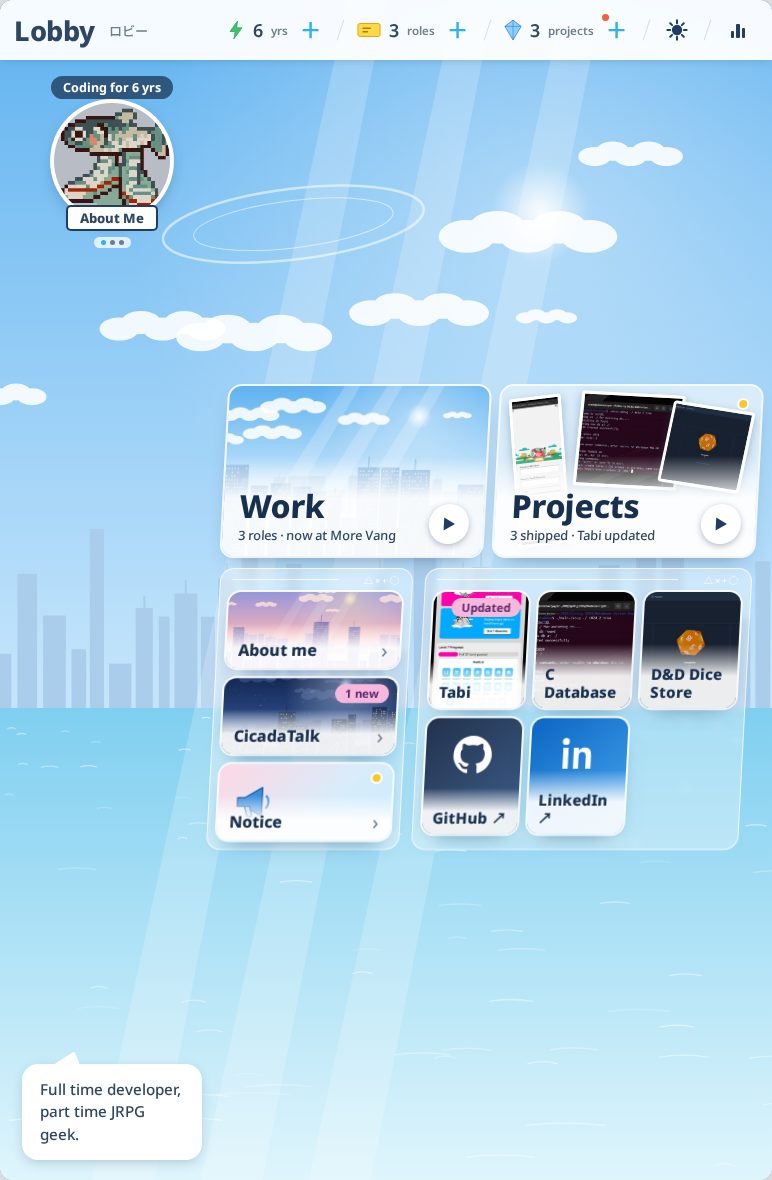 Lobby ロビー
6 yrs
3 roles
3 projects
Coding for 6 yrs
About Me
Work
3 roles · now at More Vang
Projects
3 shipped · Tabi updated
About me
1 new
CicadaTalk
Notice
Updated
Tabi
C
Database
D&D Dice
Store
GitHub ↗
in
LinkedIn
↗
Full time developer,
part time JRPG
geek.